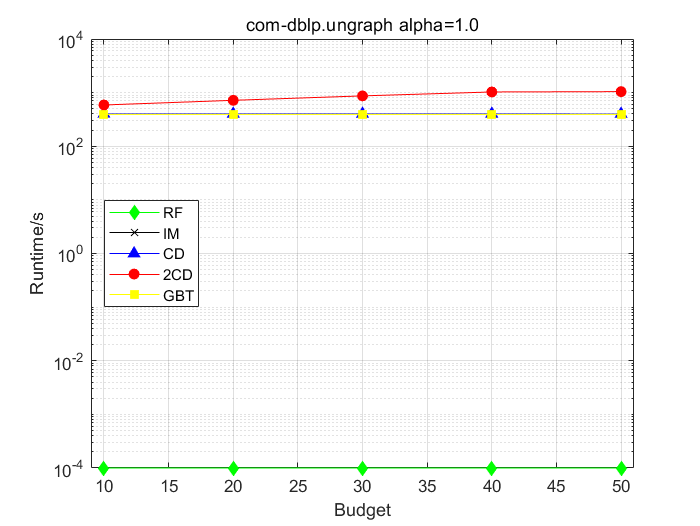 com-dblp.ungraph alpha=1.0
10^4
10^2
10^0
10^-2
10^-4
Runtime/s
RF
IM
CD
2CD
GBT
10 15 20 25 30 35 40 45 50
Budget